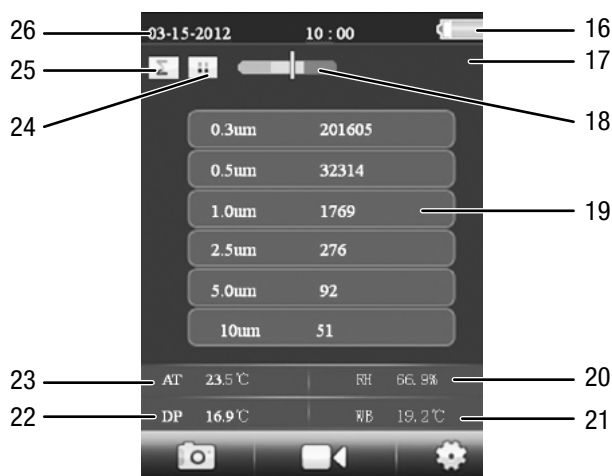 26 03-15-2012 10 : 00 16
25 Σ 17
24 18
0.3um 201605
0.5um 32314
1.0um 1769 19
2.5um 276
5.0um 92
10um 51
23 AT 23.5℃ RH 66.9% 20
22 DP 16.9℃ WB 19.2℃ 21